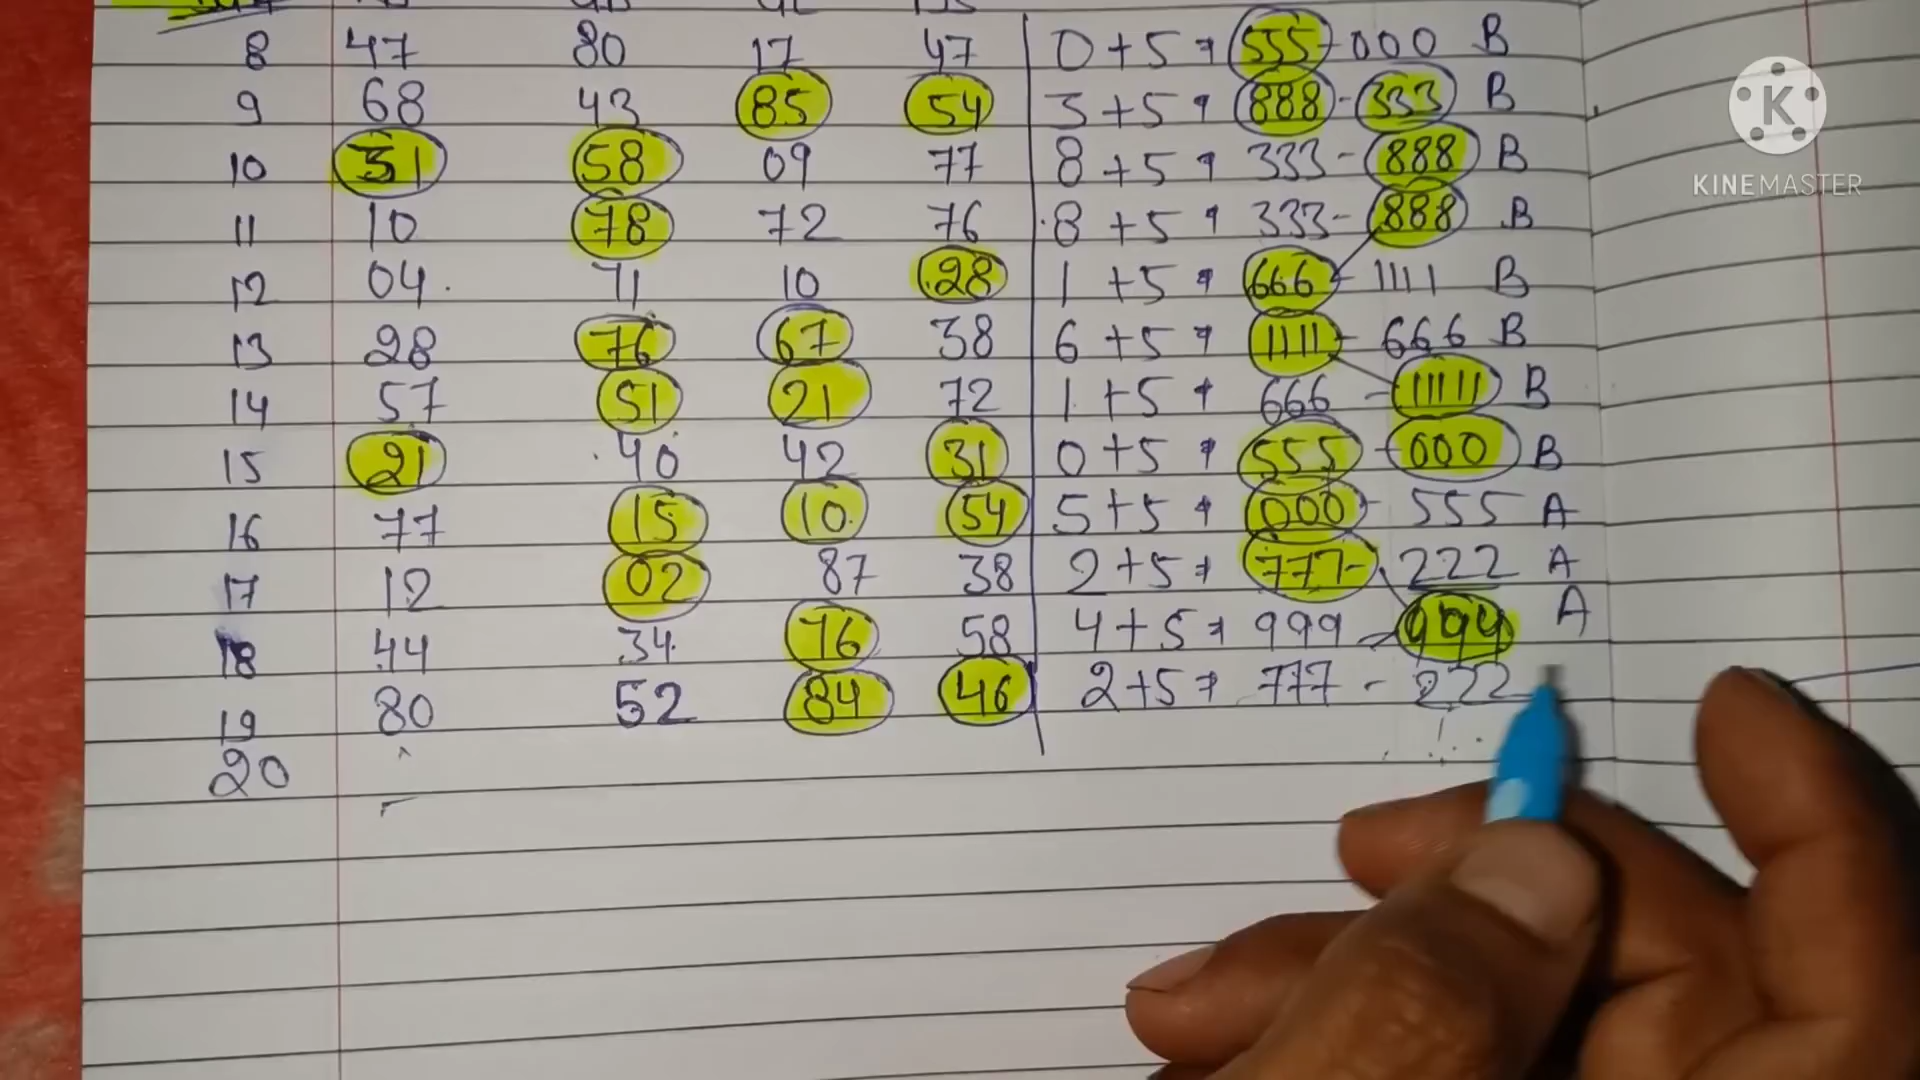 8 47 80 17 47 0+5+ 555-000 B
9 68 43 85 54 3+5+ 888-333 B
10 31 58 09 77 8+5+ 333-888 B
11 10 78 72 76 8+5+ 333-888 B
12 04 71 10 28 1+5+ 666-1111 B
13 28 76 67 38 6+5+ 1111-666 B
14 57 51 21 72 1+5+ 666-11111 B
15 21 40 42 31 0+5+ 555-000 B
16 77 15 10 54 5+5+ 000-555 A
17 12 02 87 38 2+5+ 777-222 A
18 44 34 76 58 4+5+ 999-994 A
19 80 52 84 46 2+5+ 777-222
20
K
KINEMASTER